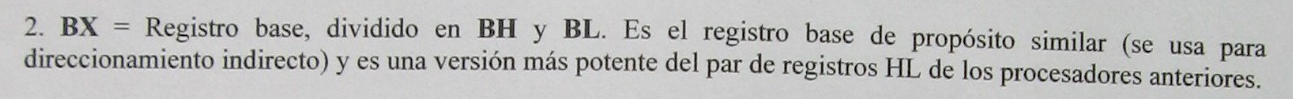 2. BX = Registro base, dividido en BH y BL. Es el registro base de propósito similar (se usa para
direccionamiento indirecto) y es una versión más potente del par de registros HL de los procesadores anteriores.